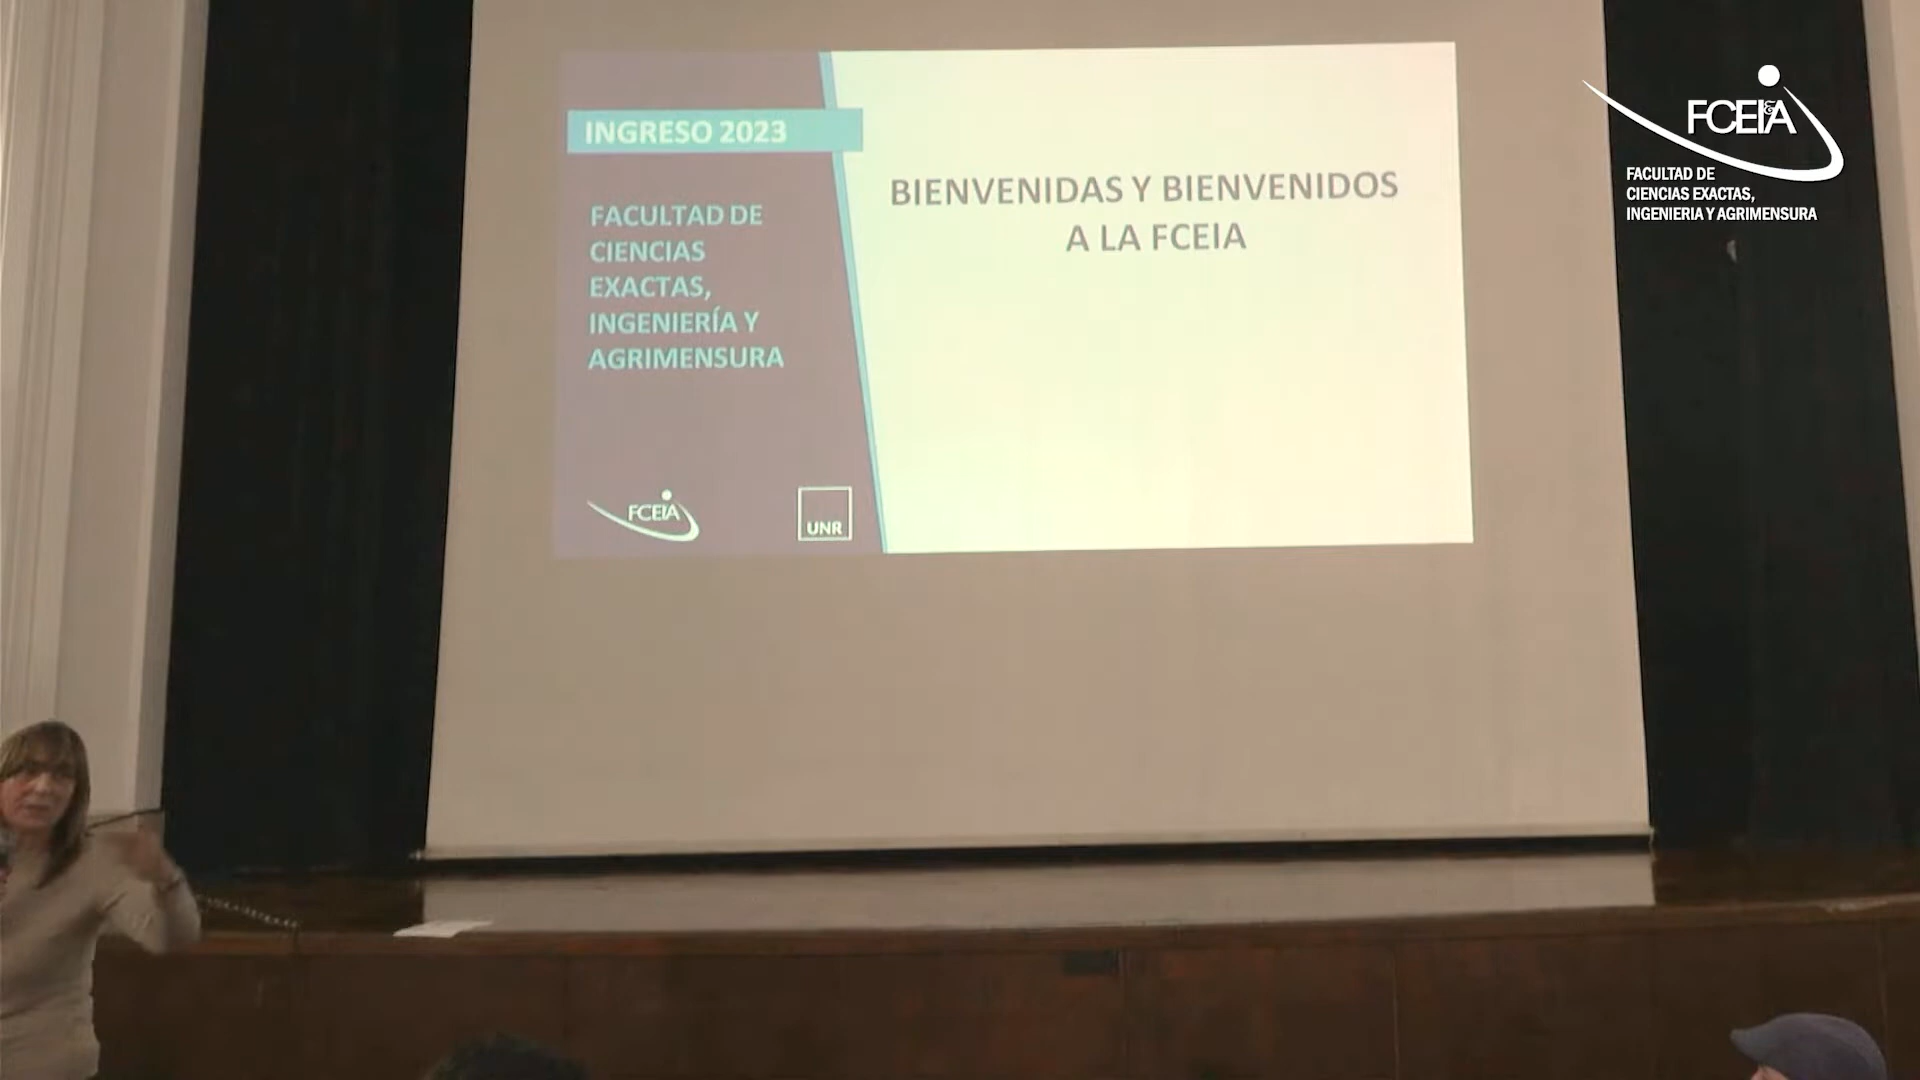 INGRESO 2023
FACULTAD DE
CIENCIAS
EXACTAS,
INGENIERÍA Y
AGRIMENSURA
FCEIA
UNR
BIENVENIDAS Y BIENVENIDOS
A LA FCEIA
FCEI&A
FACULTAD DE
CIENCIAS EXACTAS,
INGENIERIA Y AGRIMENSURA